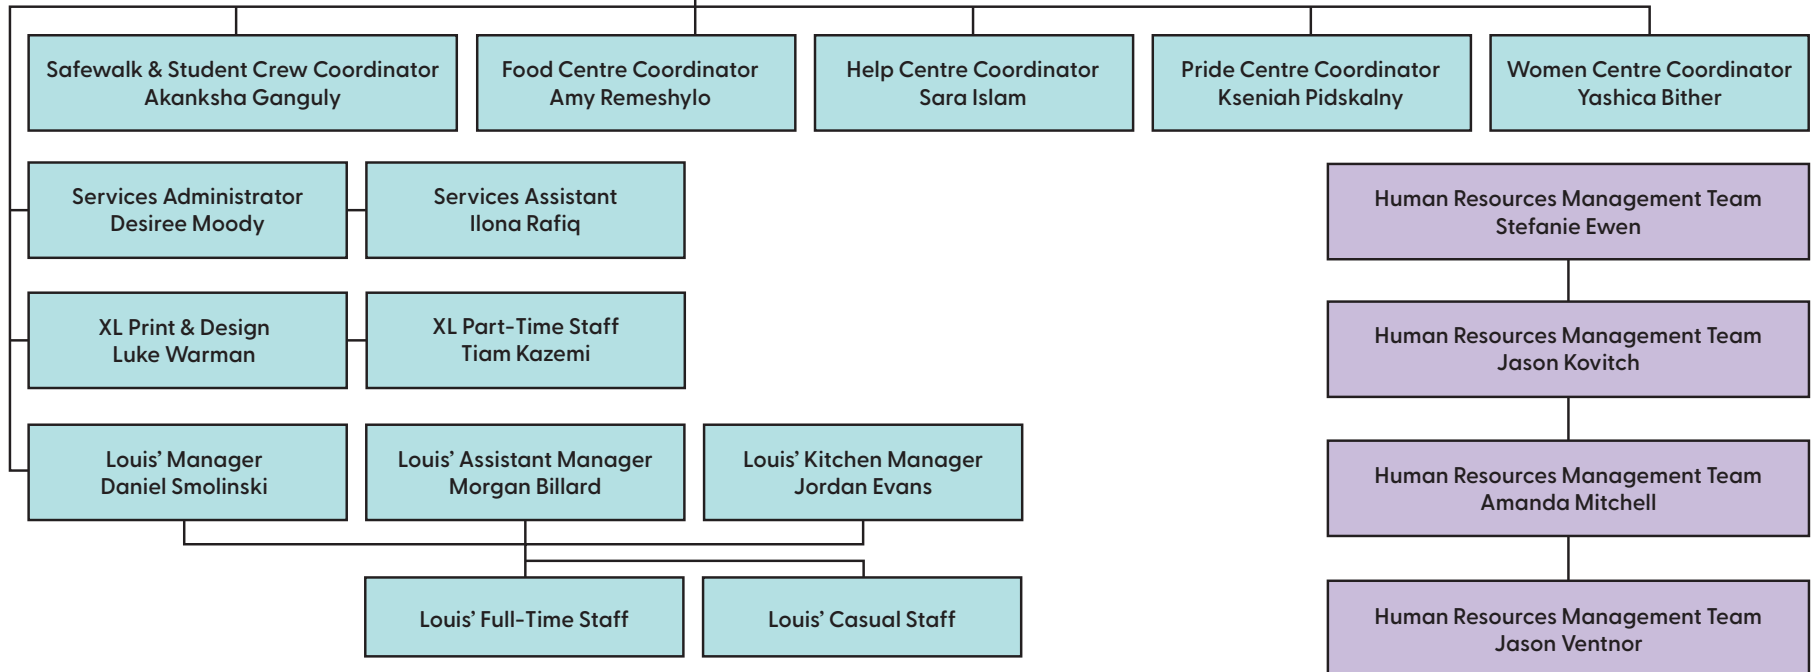 Safewalk & Student Crew Coordinator
Akanksha Ganguly
Food Centre Coordinator
Amy Remeshylo
Help Centre Coordinator
Sara Islam
Pride Centre Coordinator
Kseniah Pidskalny
Women Centre Coordinator
Yashica Bither
Services Administrator
Desiree Moody
Services Assistant
Ilona Rafiq
Human Resources Management Team
Stefanie Ewen
XL Print & Design
Luke Warman
XL Part-Time Staff
Tiam Kazemi
Human Resources Management Team
Jason Kovitch
Louis’ Manager
Daniel Smolinski
Louis’ Assistant Manager
Morgan Billard
Louis’ Kitchen Manager
Jordan Evans
Human Resources Management Team
Amanda Mitchell
Louis’ Full-Time Staff
Louis’ Casual Staff
Human Resources Management Team
Jason Ventnor